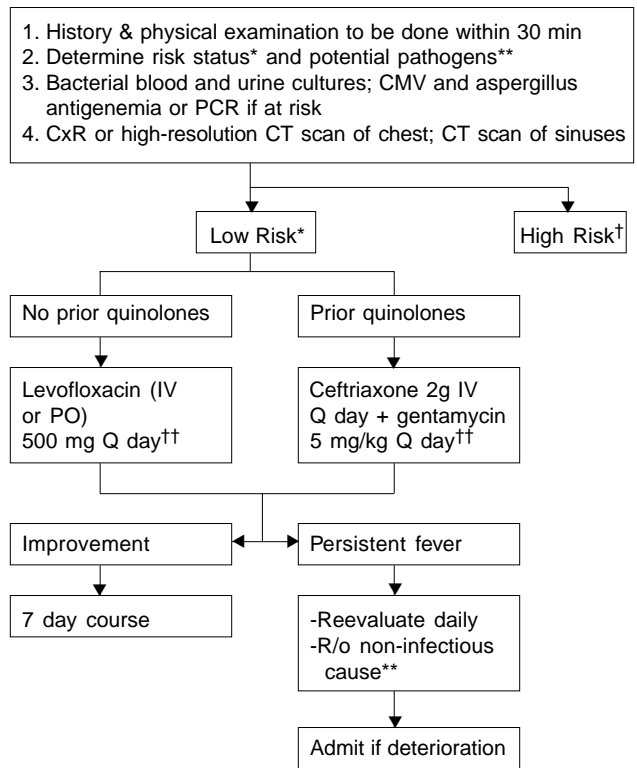 1. History & physical examination to be done within 30 min
2. Determine risk status* and potential pathogens**
3. Bacterial blood and urine cultures; CMV and aspergillus
antigenemia or PCR if at risk
4. CxR or high-resolution CT scan of chest; CT scan of sinuses
Low Risk*
High Risk†
No prior quinolones
Prior quinolones
Levofloxacin (IV
or PO)
500 mg Q day††
Ceftriaxone 2g IV
Q day + gentamycin
5 mg/kg Q day††
Improvement
Persistent fever
7 day course
-Reevaluate daily
-R/o non-infectious
cause**
Admit if deterioration